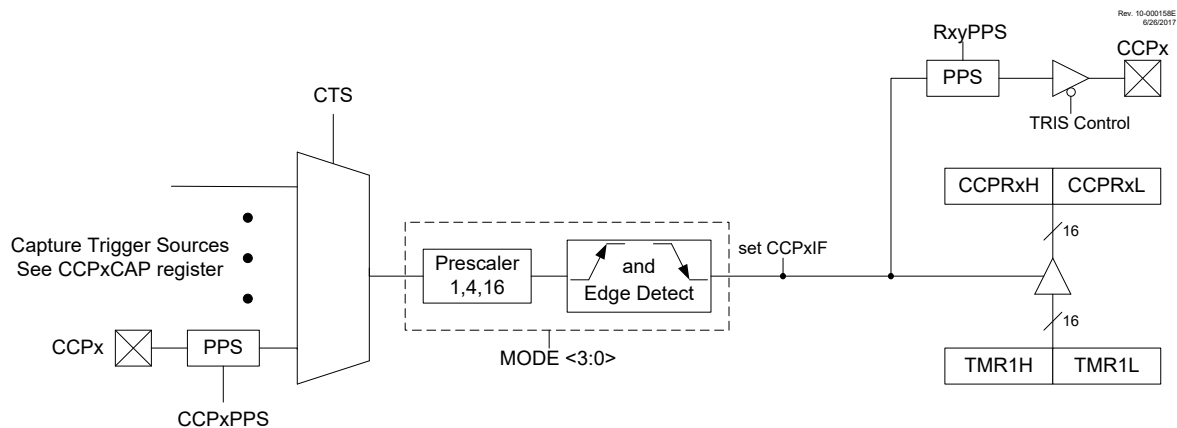 Rev. 10-000158E
6/26/2017
RxyPPS
CCPx
PPS
TRIS Control
CTS
CCPRxH CCPRxL
16
Capture Trigger Sources
See CCPxCAP register
Prescaler
1,4,16
and
Edge Detect
set CCPxIF
16
CCPx
PPS
MODE <3:0>
TMR1H TMR1L
CCPxPPS